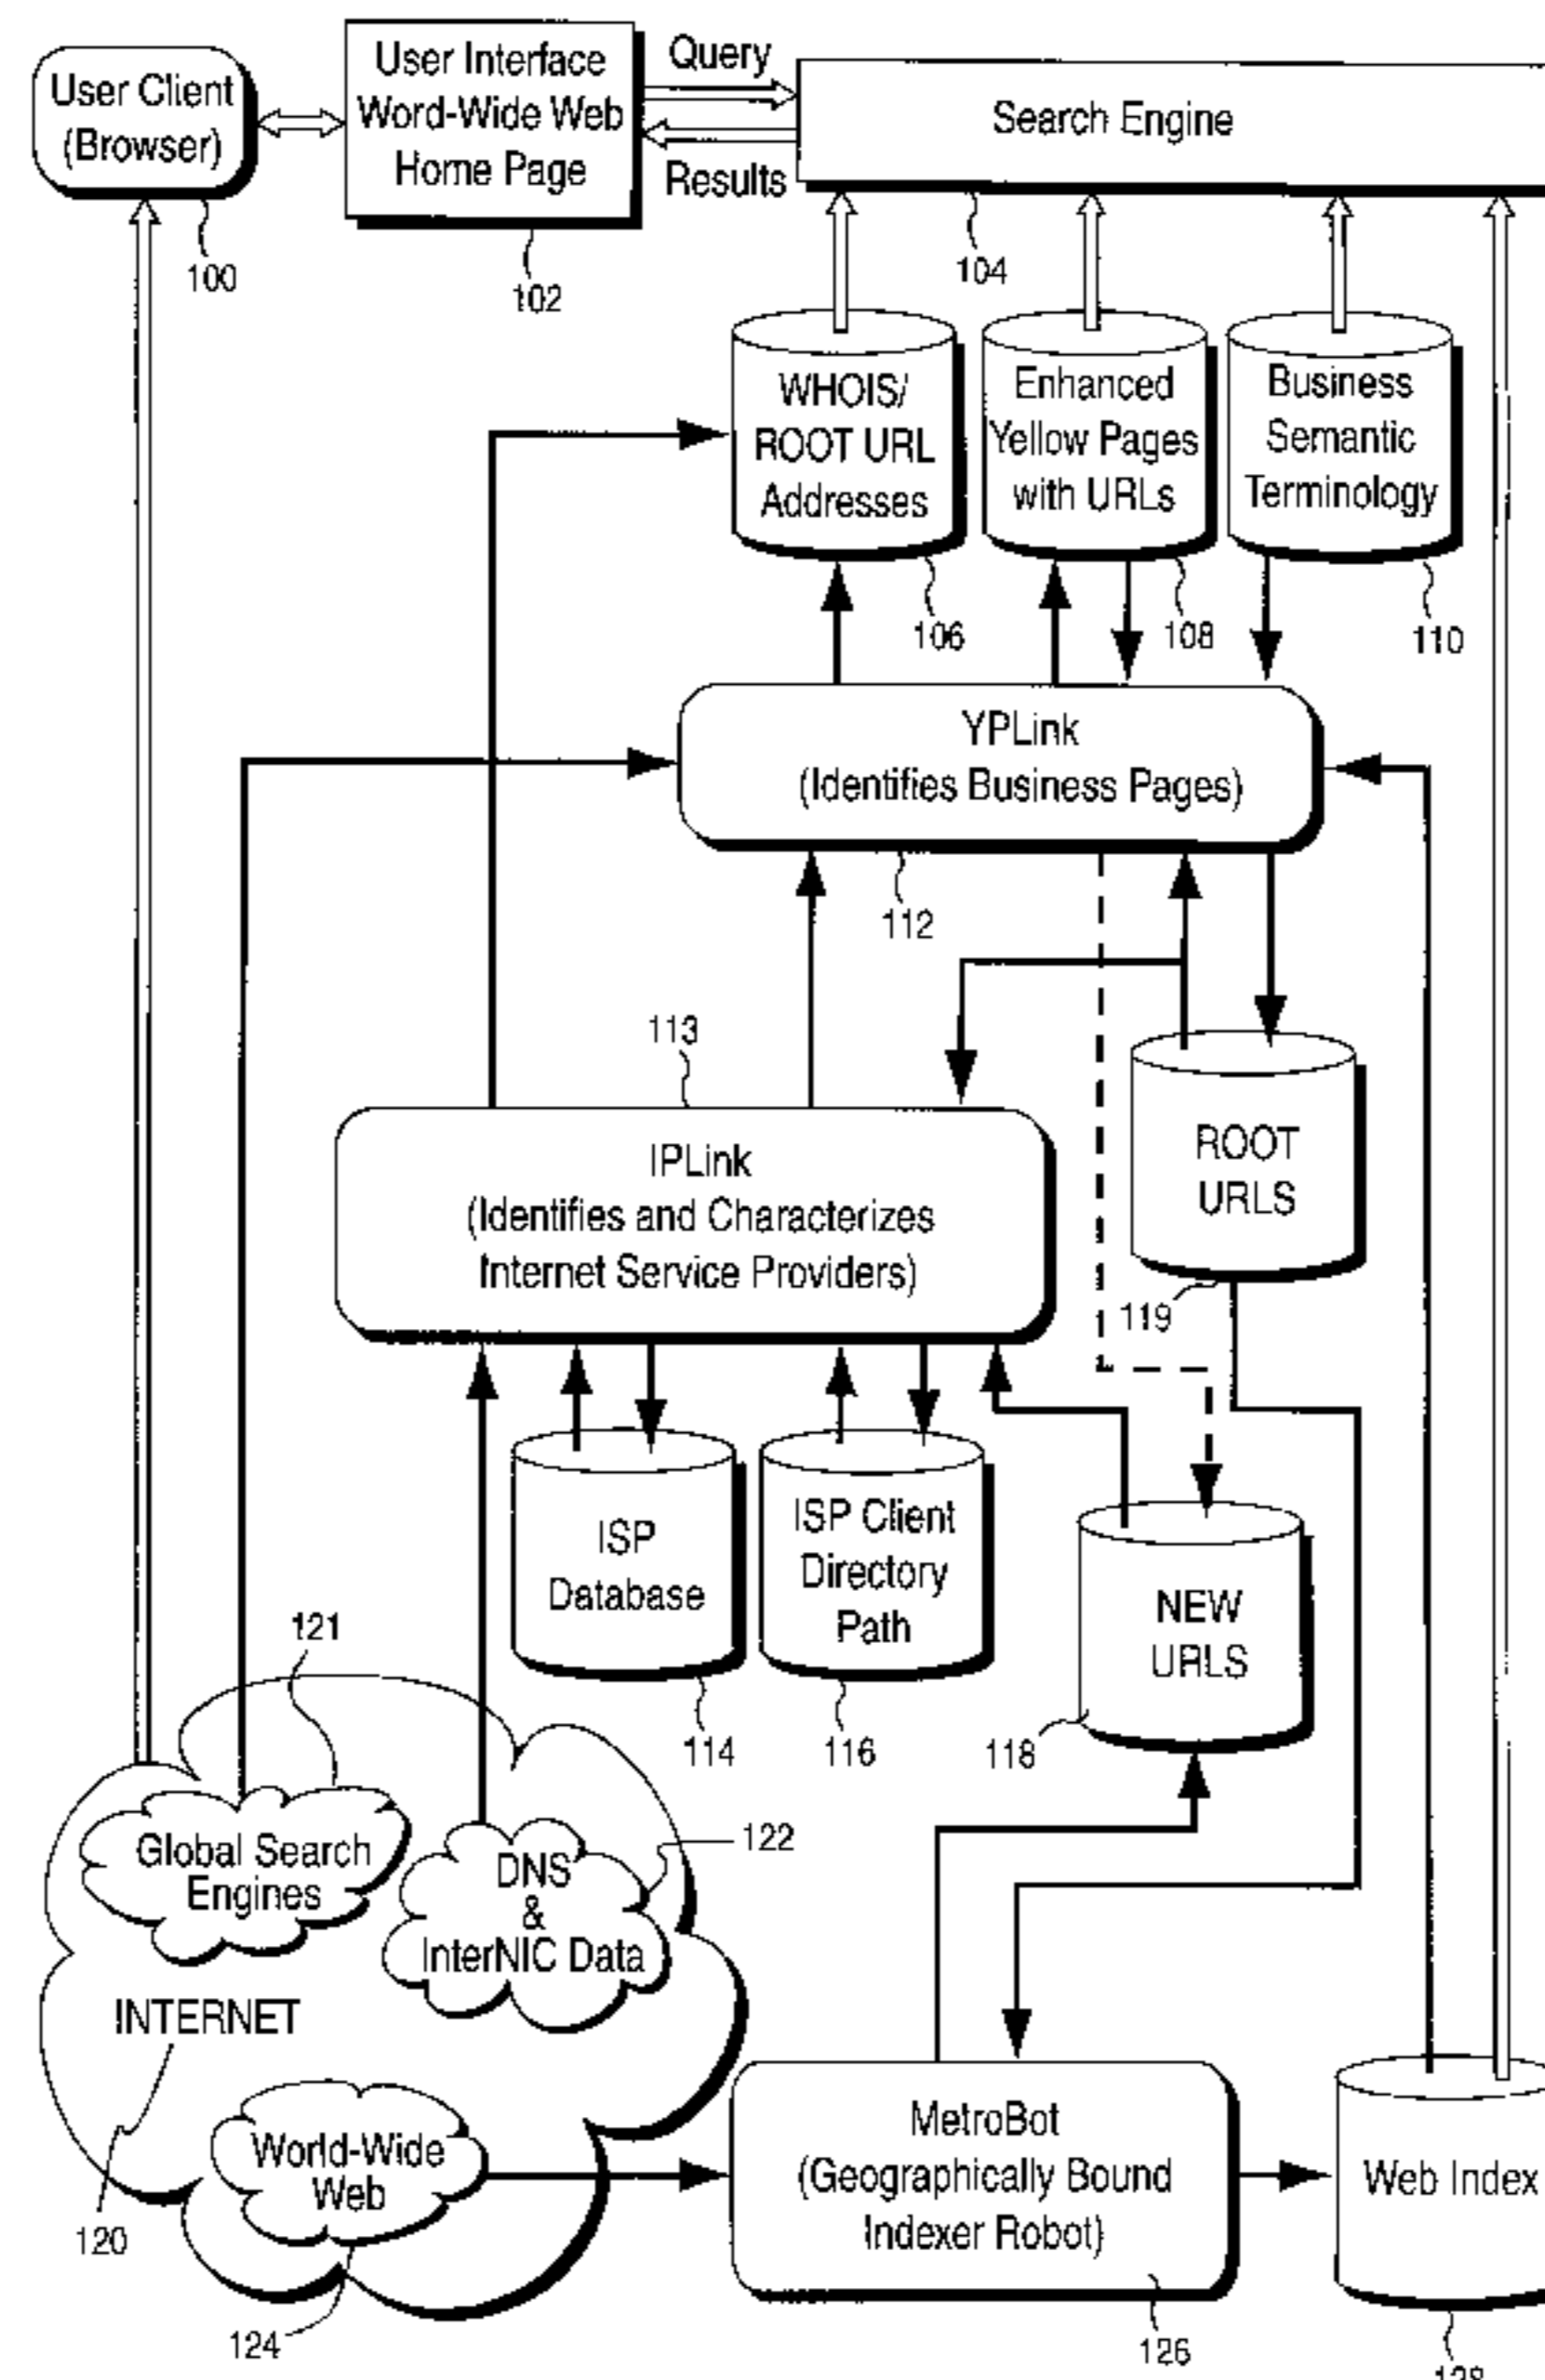 User Client
(Browser)
100
User Interface
Word-Wide Web
Home Page
102
Query
Results
Search Engine
104
WHOIS/
ROOT URL
Addresses
106
Enhanced
Yellow Pages
with URLs
108
Business
Semantic
Terminology
110
YPLink
(Identifies Business Pages)
112
113
IPLink
(Identifies and Characterizes
Internet Service Providers)
ROOT
URLS
119
ISP
Database
114
ISP Client
Directory
Path
116
NEW
URLS
118
121
Global Search
Engines
DNS
&
InterNIC Data
122
INTERNET
120
World-Wide
Web
124
MetroBot
(Geographically Bound
Indexer Robot)
126
Web Index
128